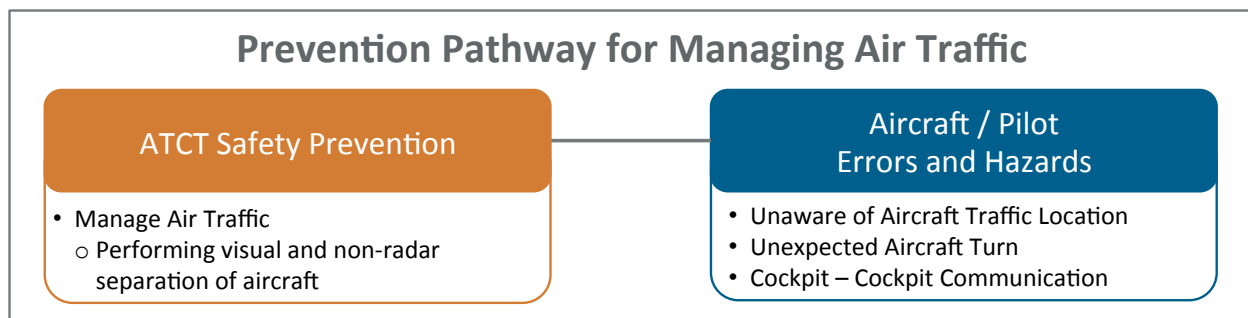 Prevention Pathway for Managing Air Traffic
ATCT Safety Prevention
• Manage Air Traffic
o Performing visual and non-radar
separation of aircraft
Aircraft / Pilot
Errors and Hazards
• Unaware of Aircraft Traffic Location
• Unexpected Aircraft Turn
• Cockpit – Cockpit Communication